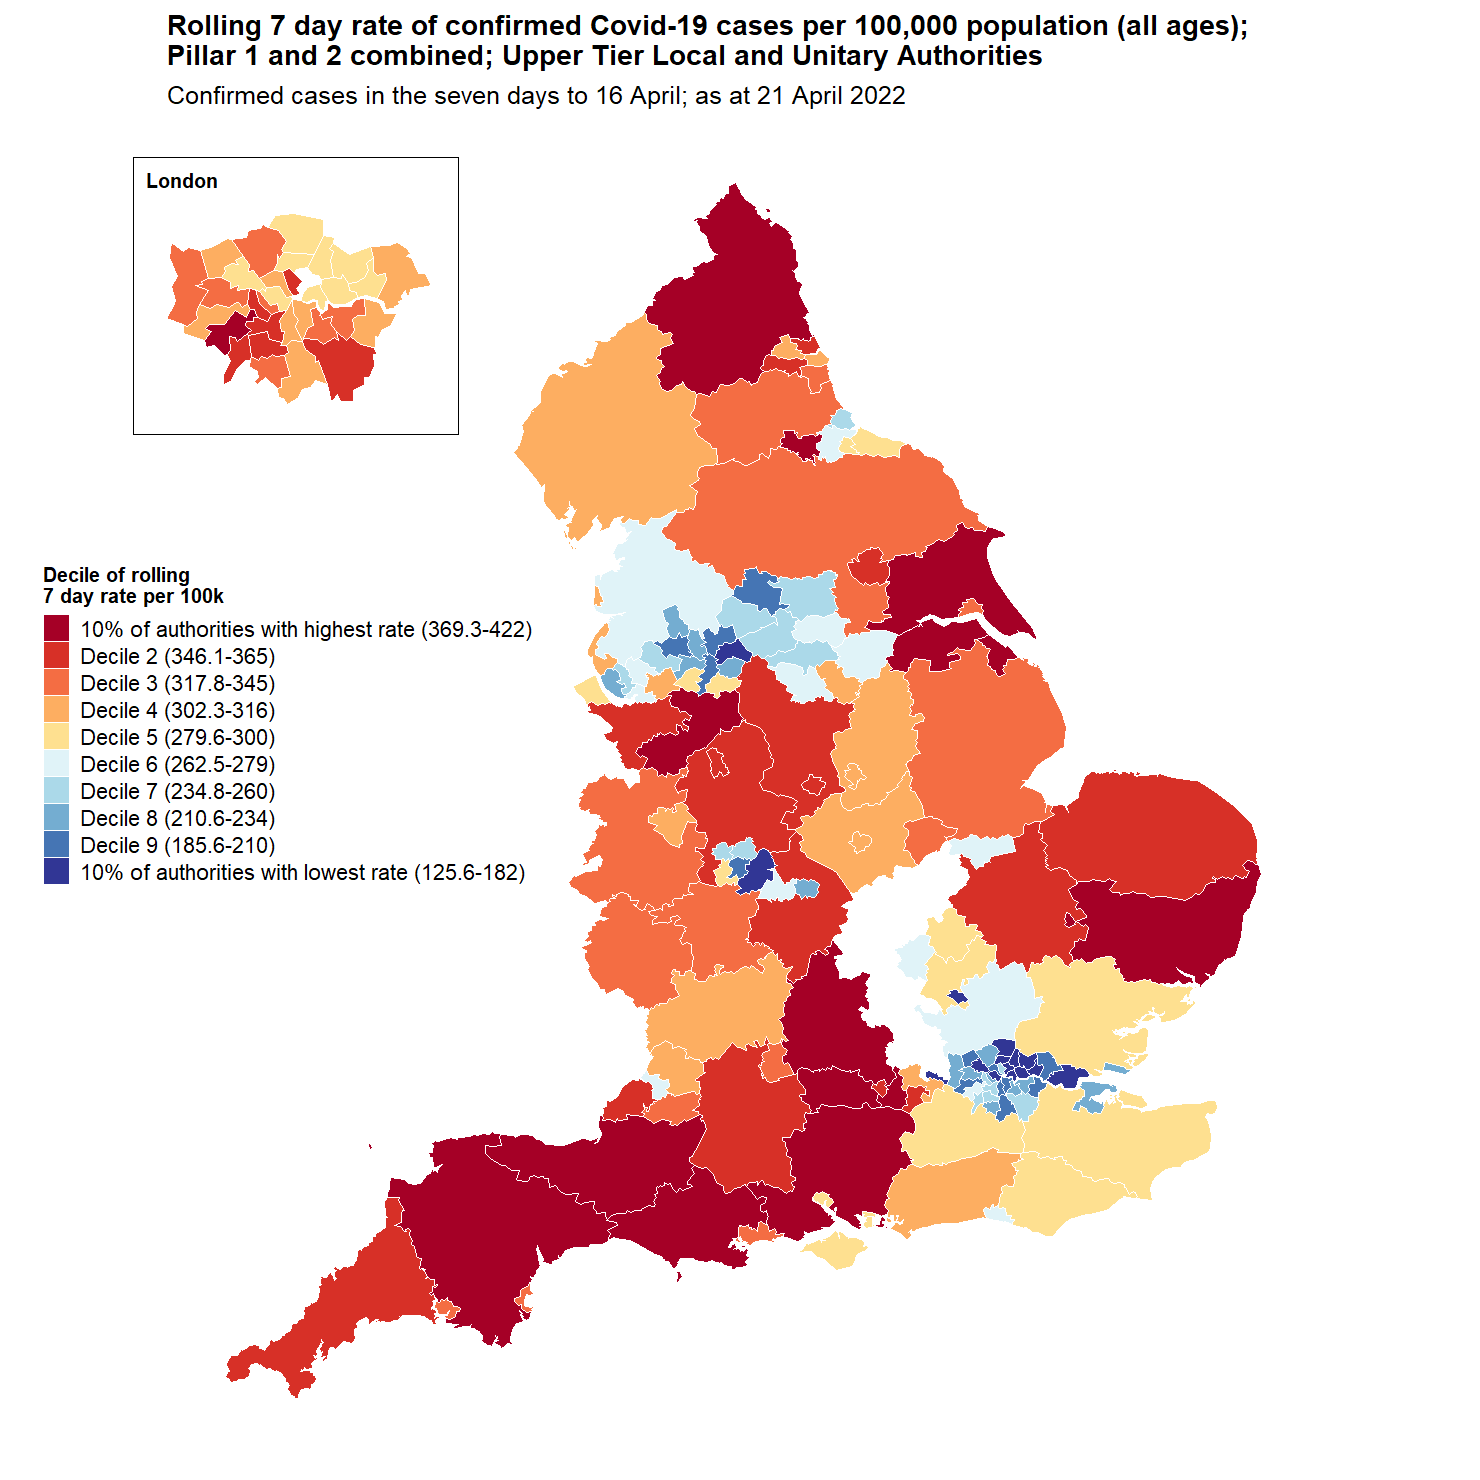 Rolling 7 day rate of confirmed Covid-19 cases per 100,000 population (all ages);
Pillar 1 and 2 combined; Upper Tier Local and Unitary Authorities
Confirmed cases in the seven days to 16 April; as at 21 April 2022
London
Decile of rolling
7 day rate per 100k
10% of authorities with highest rate (369.3-422)
Decile 2 (346.1-365)
Decile 3 (317.8-345)
Decile 4 (302.3-316)
Decile 5 (279.6-300)
Decile 6 (262.5-279)
Decile 7 (234.8-260)
Decile 8 (210.6-234)
Decile 9 (185.6-210)
10% of authorities with lowest rate (125.6-182)